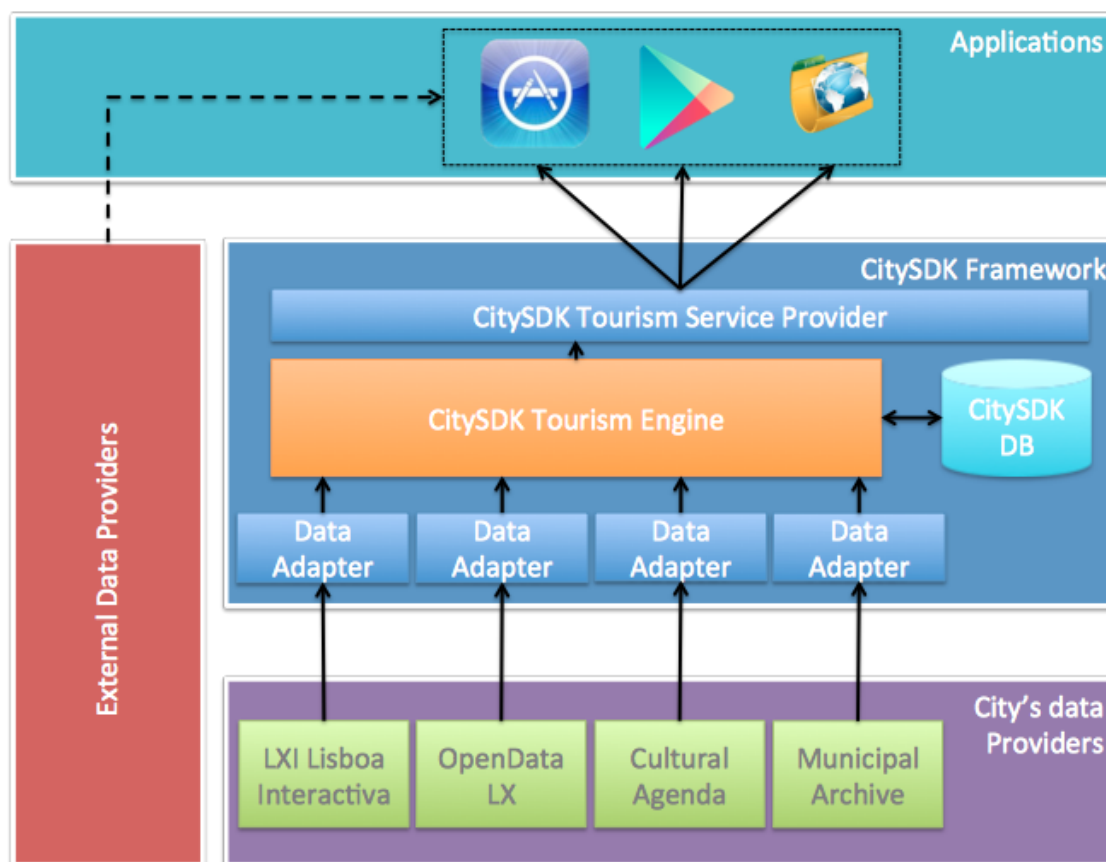 Applications
CitySDK Framework
CitySDK Tourism Service Provider
CitySDK Tourism Engine
CitySDK
DB
Data
Adapter
Data
Adapter
Data
Adapter
Data
Adapter
External Data Providers
City's data
Providers
LXI Lisboa
Interactiva
OpenData
LX
Cultural
Agenda
Municipal
Archive